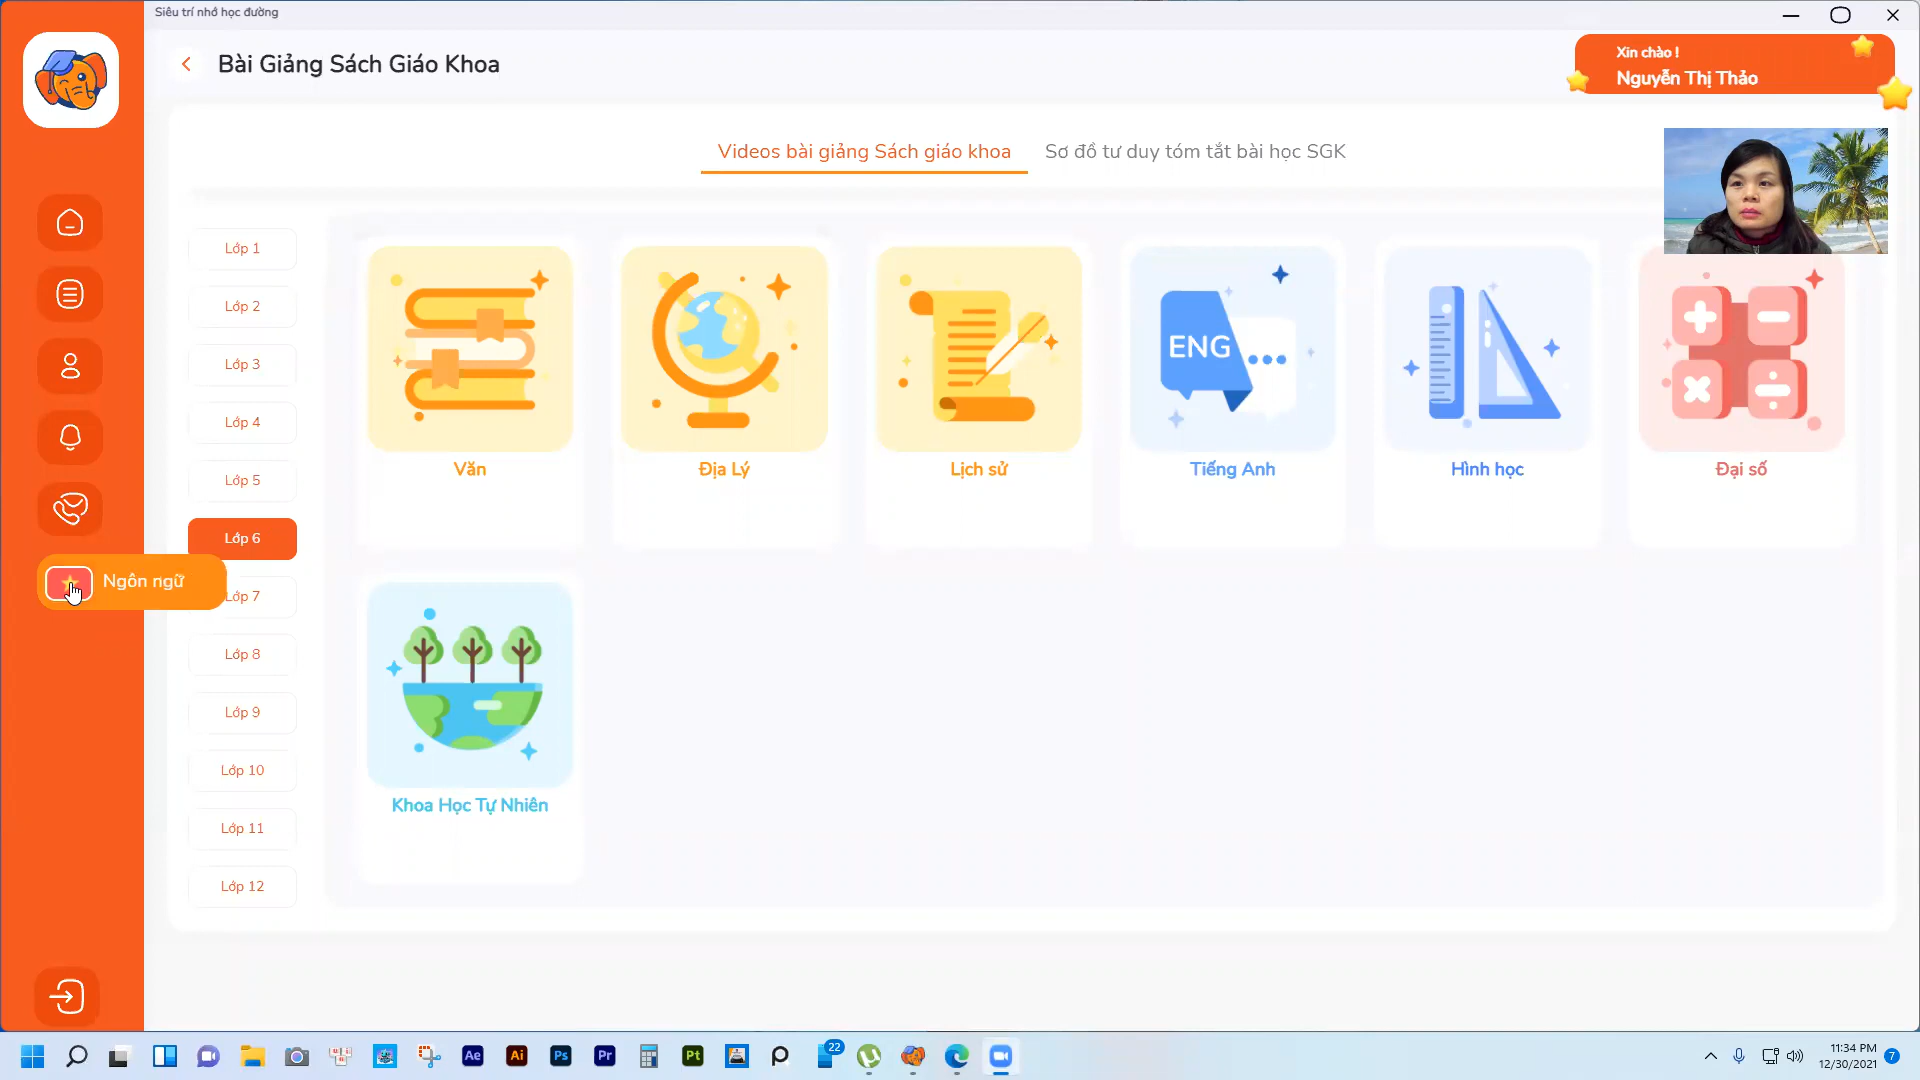 Siêu trí nhớ học đường
Bài Giảng Sách Giáo Khoa
Xin chào !
Nguyễn Thị Thảo
Videos bài giảng Sách giáo khoa
Sơ đồ tư duy tóm tắt bài học SGK
Lớp 1
Lớp 2
Lớp 3
Lớp 4
Lớp 5
Lớp 6
Ngôn ngữ
Lớp 7
Lớp 8
Lớp 9
Lớp 10
Lớp 11
Lớp 12
ENG
Văn
Địa Lý
Lịch sử
Tiếng Anh
Hình học
Đại số
Khoa Học Tự Nhiên
Ae
Ai
Ps
Pr
Pt
22
11:34 PM
12/30/2021
7